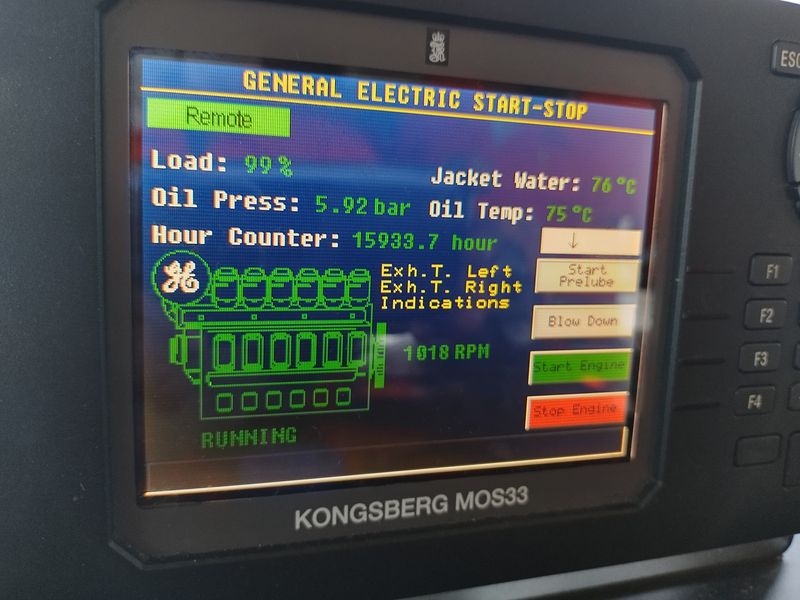 GENERAL ELECTRIC START-STOP
Remote
Load: 99 %
Jacket Water: 76 °C
Oil Press: 5.92 bar
Oil Temp: 75 °C
Hour Counter: 15933.7 hour
↓
GE
Exh.T. Left
Exh.T. Right
Indications
Start
Prelube
Blow Down
1018 RPM
Start Engine
Stop Engine
RUNNING
KONGSBERG MOS33
ESC
F1
F2
F3
F4